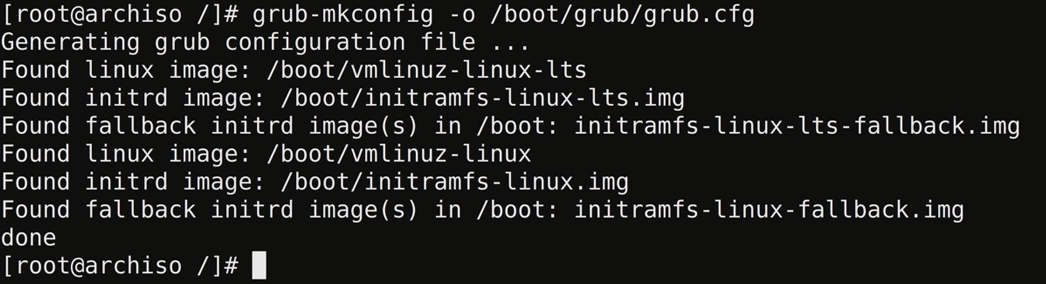 [root@archiso /]# grub-mkconfig -o /boot/grub/grub.cfg
Generating grub configuration file ...
Found linux image: /boot/vmlinuz-linux-lts
Found initrd image: /boot/initramfs-linux-lts.img
Found fallback initrd image(s) in /boot: initramfs-linux-lts-fallback.img
Found linux image: /boot/vmlinuz-linux
Found initrd image: /boot/initramfs-linux.img
Found fallback initrd image(s) in /boot: initramfs-linux-fallback.img
done
[root@archiso /]#